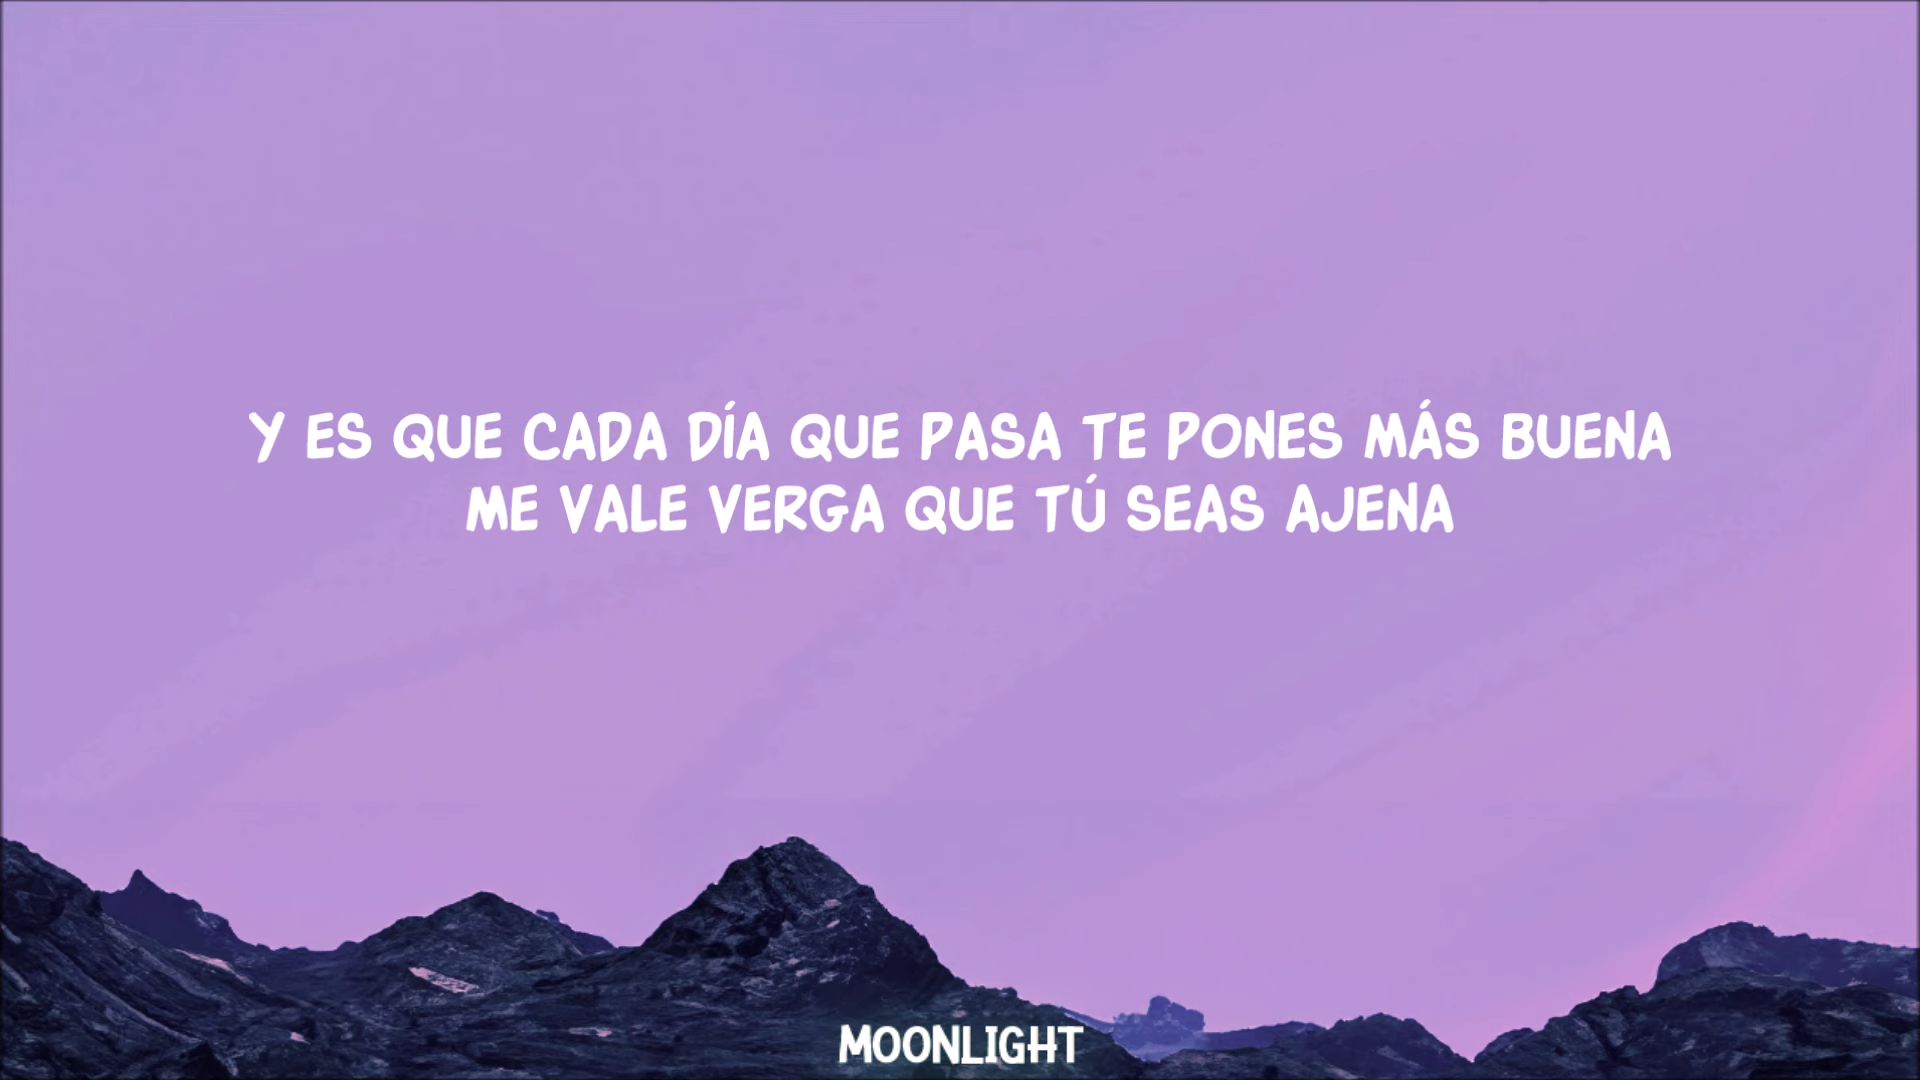 Y ES QUE CADA DÍA QUE PASA TE PONES MÁS BUENA
ME VALE VERGA QUE TÚ SEAS AJENA
MOONLIGHT